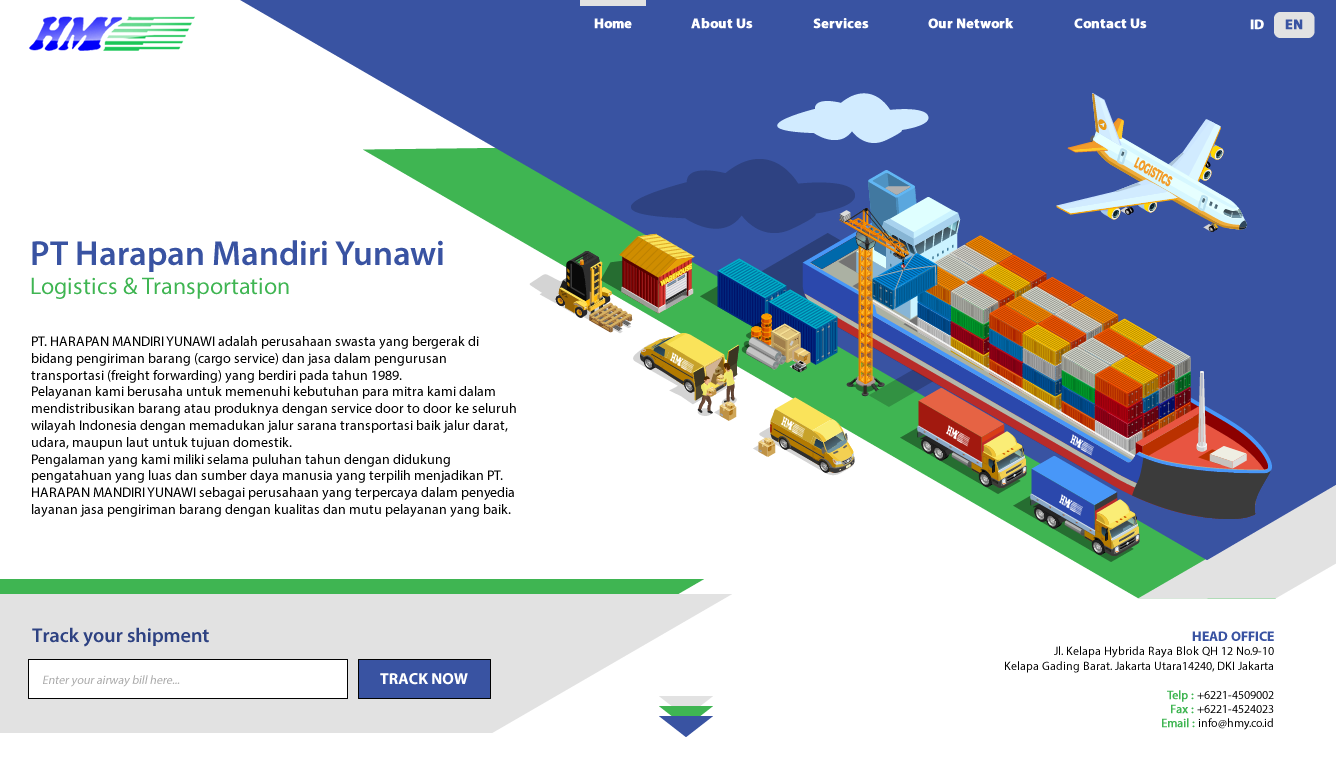 HMY
Home
About Us
Services
Our Network
Contact Us
ID
EN
LOGISTICS
PT Harapan Mandiri Yunawi
Logistics & Transportation
PT. HARAPAN MANDIRI YUNAWI adalah perusahaan swasta yang bergerak di
bidang pengiriman barang (cargo service) dan jasa dalam pengurusan
transportasi (freight forwarding) yang berdiri pada tahun 1989.
Pelayanan kami berusaha untuk memenuhi kebutuhan para mitra kami dalam
mendistribusikan barang atau produknya dengan service door to door ke seluruh
wilayah Indonesia dengan memadukan jalur sarana transportasi baik jalur darat,
udara, maupun laut untuk tujuan domestik.
Pengalaman yang kami miliki selama puluhan tahun dengan didukung
pengatahuan yang luas dan sumber daya manusia yang terpilih menjadikan PT.
HARAPAN MANDIRI YUNAWI sebagai perusahaan yang terpercaya dalam penyedia
layanan jasa pengiriman barang dengan kualitas dan mutu pelayanan yang baik.
HMY
HMY
HMY
HMY
HMY
Track your shipment
Enter your airway bill here...
TRACK NOW
HEAD OFFICE
Jl. Kelapa Hybrida Raya Blok QH 12 No.9-10
Kelapa Gading Barat. Jakarta Utara14240, DKI Jakarta
Telp : +6221-4509002
Fax : +6221-4524023
Email : info@hmy.co.id